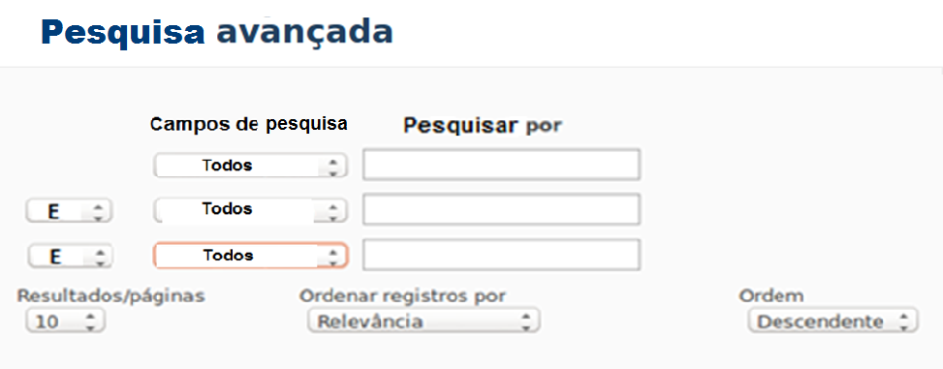 Pesquisa avançada
Campos de pesquisa Pesquisar por
Todos
E Todos
E Todos
Resultados/páginas Ordenar registros por Ordem
10 Relevância Descendente